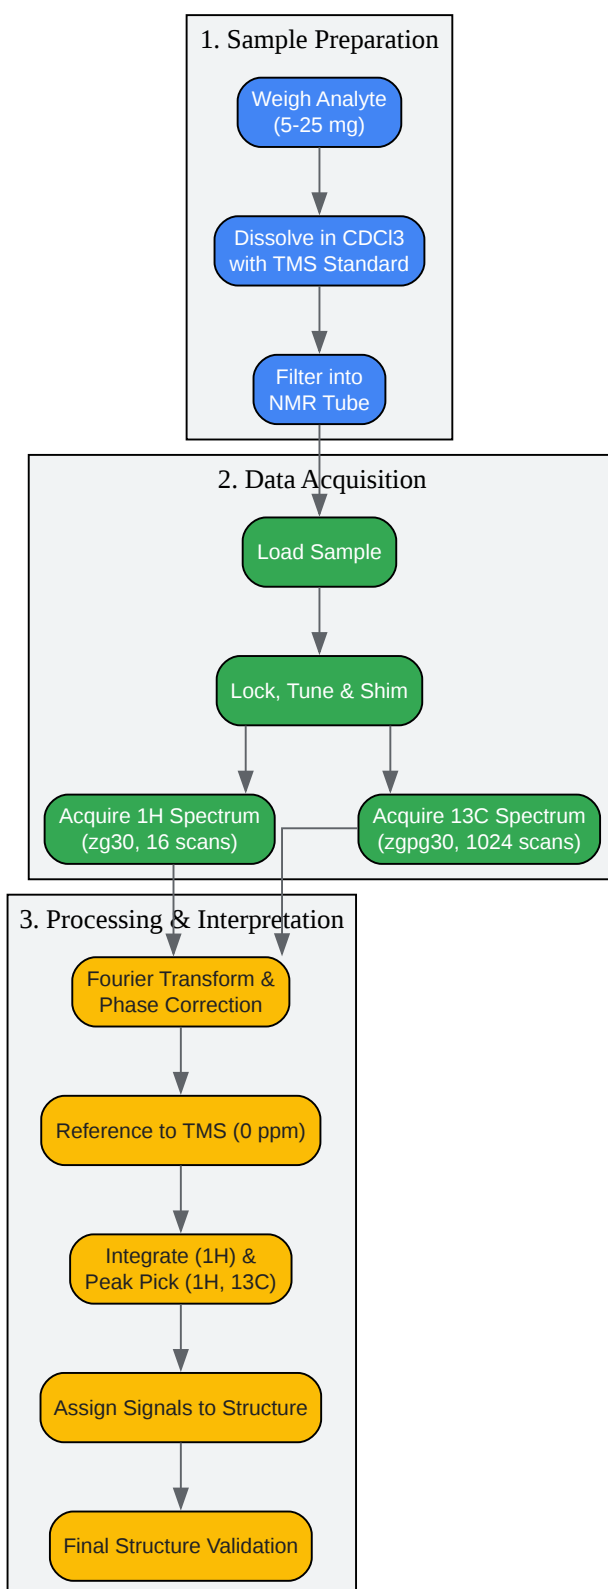 1. Sample Preparation
Weigh Analyte
(5-25 mg)
Dissolve in CDCl3
with TMS Standard
Filter into
NMR Tube
2. Data Acquisition
Load Sample
Lock, Tune & Shim
Acquire 1H Spectrum
(zg30, 16 scans)
Acquire 13C Spectrum
(zgpg30, 1024 scans)
3. Processing & Interpretation
Fourier Transform &
Phase Correction
Reference to TMS (0 ppm)
Integrate (1H) &
Peak Pick (1H, 13C)
Assign Signals to Structure
Final Structure Validation